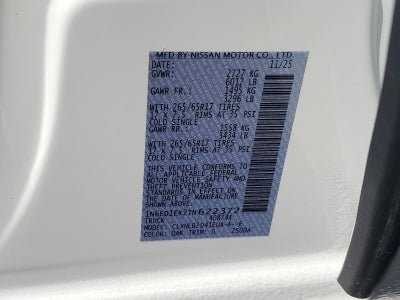 MFD BY NISSAN MOTOR CO., LTD
DATE: 11/25
GVWR: 2727 KG
6012 LB
GAWR FR.: 1495 KG
3296 LB
WITH 265/65R17 TIRES
17 X 7.5, RIMS AT 35 PSI
COLD SINGLE
GAWR RR.: 1558 KG
3434 LB
WITH 265/65R17 TIRES
17 X 7.5, RIMS AT 35 PSI
COLD SINGLE
THIS VEHICLE CONFORMS TO
ALL APPLICABLE FEDERAL
MOTOR VEHICLE SAFETY
STANDARDS IN EFFECT ON
THE DATE OF MANUFACTURE
SHOWN ABOVE.
TRUCK
622372
MODEL:
COLOR: QAK TRIM: G